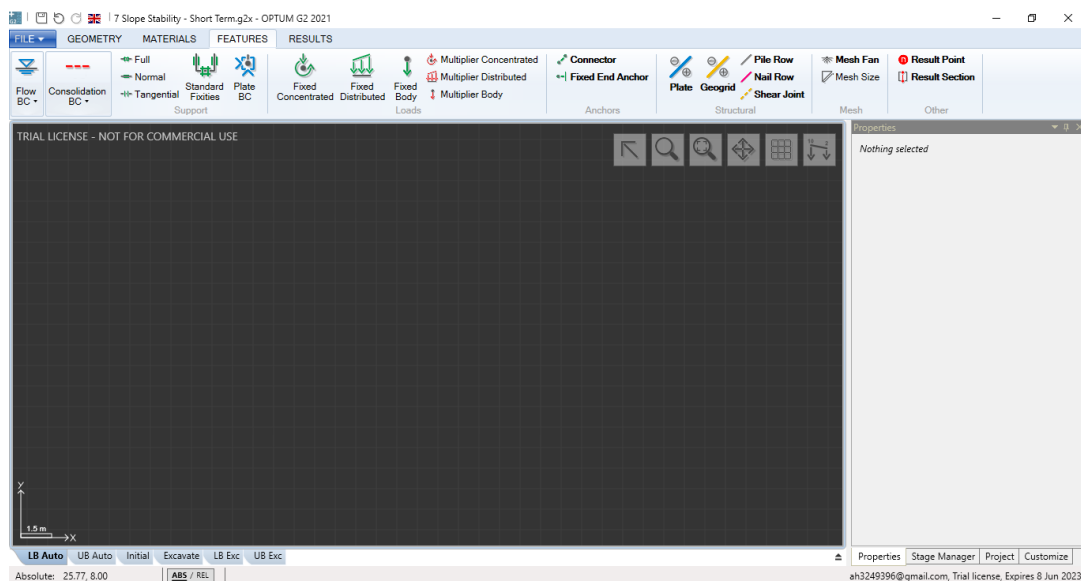 7 Slope Stability - Short Term.g2x - OPTUM G2 2021
FILE GEOMETRY MATERIALS FEATURES RESULTS
Flow BC
Consolidation BC
Full
Normal
Tangential
Standard Fixities
Plate BC
Support
Fixed Concentrated
Fixed Distributed
Fixed Body
Multiplier Concentrated
Multiplier Distributed
Multiplier Body
Loads
Connector
Fixed End Anchor
Anchors
Plate
Geogrid
Pile Row
Nail Row
Shear Joint
Structural
Mesh Fan
Mesh Size
Mesh
Result Point
Result Section
Other
TRIAL LICENSE - NOT FOR COMMERCIAL USE
Properties
Nothing selected
Y
1.5 m
X
LB Auto UB Auto Initial Excavate LB Exc UB Exc
Properties Stage Manager Project Customize
Absolute: 25.77, 8.00 ABS / REL ah3249396@gmail.com, Trial license, Expires 8 Jun 2023